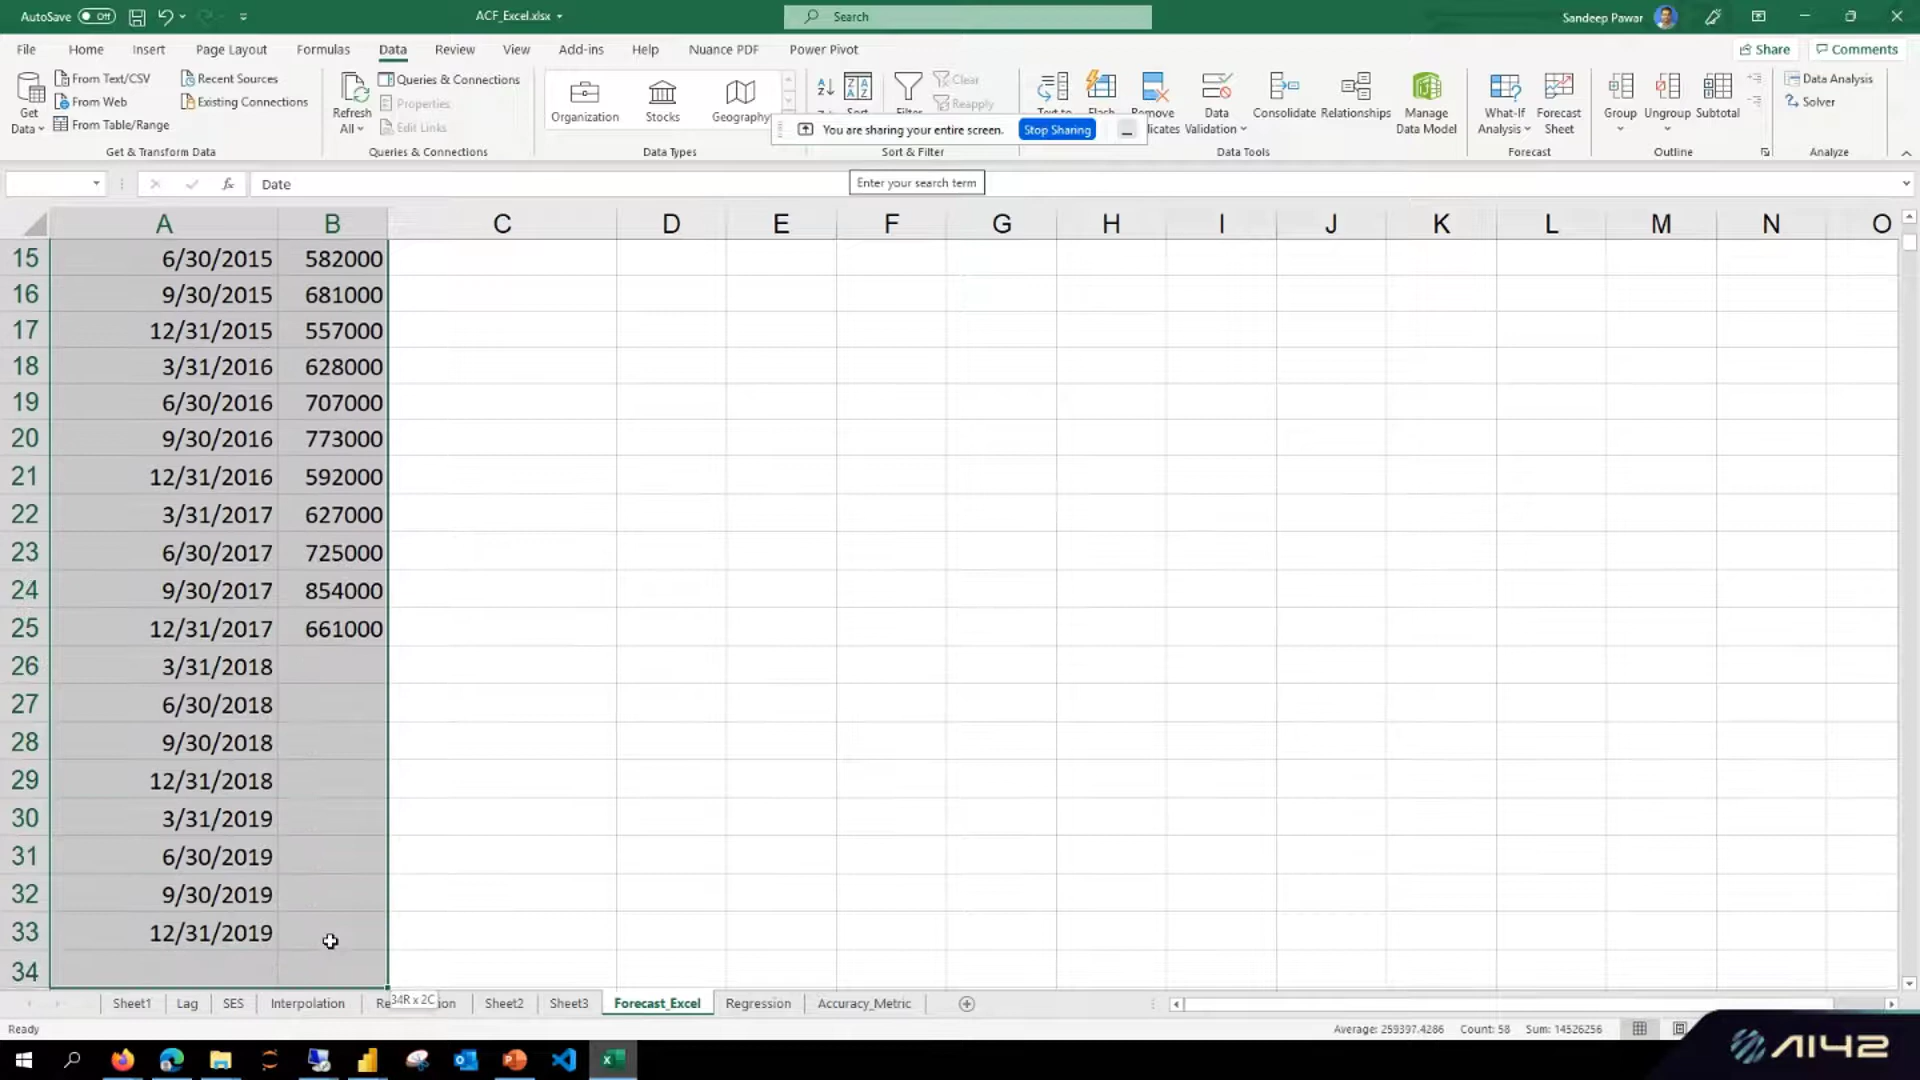 AutoSave Off ACF_Excel.xlsx Search Sandeep Pawar
File Home Insert Page Layout Formulas Data Review View Add-ins Help Nuance PDF Power Pivot Share Comments
Get Data From Text/CSV From Web From Table/Range Recent Sources Existing Connections
Get & Transform Data
Refresh All Queries & Connections Properties Edit Links
Queries & Connections
Organization Stocks Geography
Data Types
Sort Filter Clear Reapply
Sort & Filter
You are sharing your entire screen. Stop Sharing
Data Validation Consolidate Relationships Manage Data Model
Data Tools
What-If Analysis Forecast Sheet
Forecast
Group Ungroup Subtotal
Outline
Data Analysis
Solver
Analyze
fx Date
Enter your search term
A B C D E F G H I J K L M N O
15 6/30/2015 582000
16 9/30/2015 681000
17 12/31/2015 557000
18 3/31/2016 628000
19 6/30/2016 707000
20 9/30/2016 773000
21 12/31/2016 592000
22 3/31/2017 627000
23 6/30/2017 725000
24 9/30/2017 854000
25 12/31/2017 661000
26 3/31/2018
27 6/30/2018
28 9/30/2018
29 12/31/2018
30 3/31/2019
31 6/30/2019
32 9/30/2019
33 12/31/2019
34
34R x 2C
Sheet1 Lag SES Interpolation Sheet2 Sheet3 Forecast_Excel Regression Accuracy_Metric
Ready Average: 259397.4286 Count: 58 Sum: 14526256
AI42